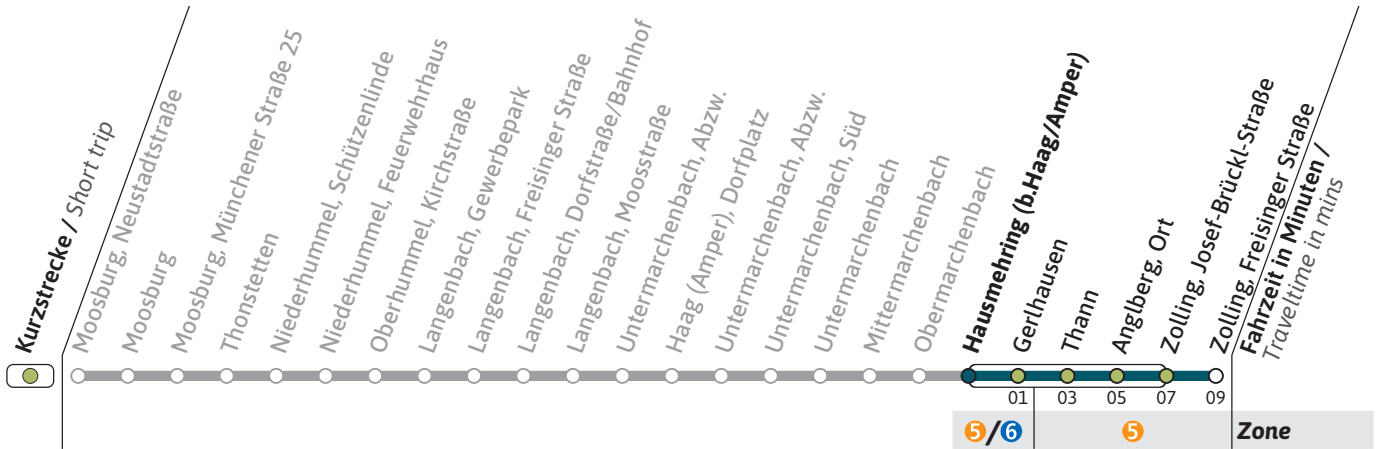 Kurzstrecke / Short trip
Moosburg, Neustadtstraße
Moosburg
Moosburg, Münchener Straße 25
Thonstetten
Niederhummel, Schützenlinde
Niederhummel, Feuerwehrhaus
Oberhummel, Kirchstraße
Langenbach, Gewerbepark
Langenbach, Freisinger Straße
Langenbach, Dorfstraße/Bahnhof
Langenbach, Moosstraße
Untermarchenbach, Abzw.
Haag (Amper), Dorfplatz
Untermarchenbach, Abzw.
Untermarchenbach, Süd
Untermarchenbach
Mittermarchenbach
Obermarchenbach
Hausmehring (b.Haag/Amper)
Gerlhausen
Thann
Anglberg, Ort
Zolling, Josef-Brückl-Straße
Zolling, Freisinger Straße
Fahrzeit in Minuten /
Traveltime in mins
01 03 05 07 09
5/6 5 Zone